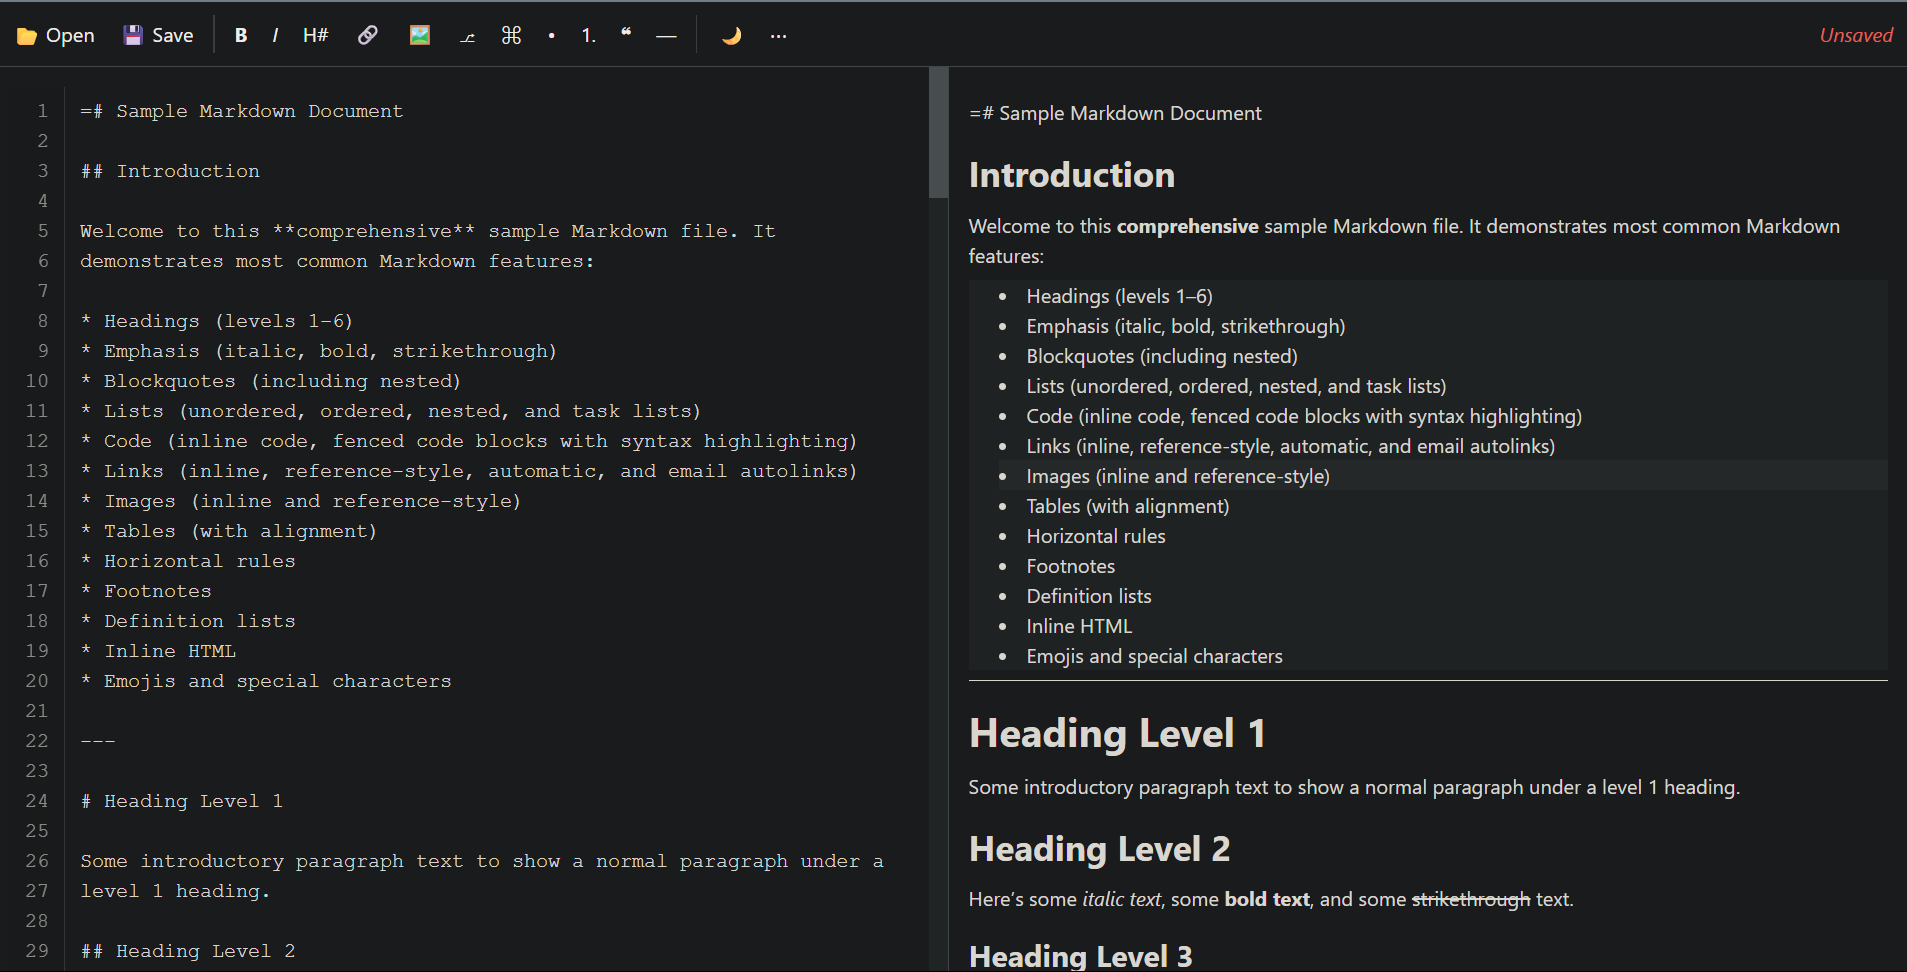 Open Save B I H# ⌘ • 1. ❝ — ··· Unsaved
1 =# Sample Markdown Document
2
3 ## Introduction
4
5 Welcome to this **comprehensive** sample Markdown file. It
6 demonstrates most common Markdown features:
7
8 * Headings (levels 1–6)
9 * Emphasis (italic, bold, strikethrough)
10 * Blockquotes (including nested)
11 * Lists (unordered, ordered, nested, and task lists)
12 * Code (inline code, fenced code blocks with syntax highlighting)
13 * Links (inline, reference-style, automatic, and email autolinks)
14 * Images (inline and reference-style)
15 * Tables (with alignment)
16 * Horizontal rules
17 * Footnotes
18 * Definition lists
19 * Inline HTML
20 * Emojis and special characters
21
22 ---
23
24 # Heading Level 1
25
26 Some introductory paragraph text to show a normal paragraph under a
27 level 1 heading.
28
29 ## Heading Level 2
=# Sample Markdown Document
Introduction
Welcome to this comprehensive sample Markdown file. It demonstrates most common Markdown
features:
• Headings (levels 1–6)
• Emphasis (italic, bold, strikethrough)
• Blockquotes (including nested)
• Lists (unordered, ordered, nested, and task lists)
• Code (inline code, fenced code blocks with syntax highlighting)
• Links (inline, reference-style, automatic, and email autolinks)
• Images (inline and reference-style)
• Tables (with alignment)
• Horizontal rules
• Footnotes
• Definition lists
• Inline HTML
• Emojis and special characters
Heading Level 1
Some introductory paragraph text to show a normal paragraph under a level 1 heading.
Heading Level 2
Here’s some italic text, some bold text, and some strikethrough text.
Heading Level 3